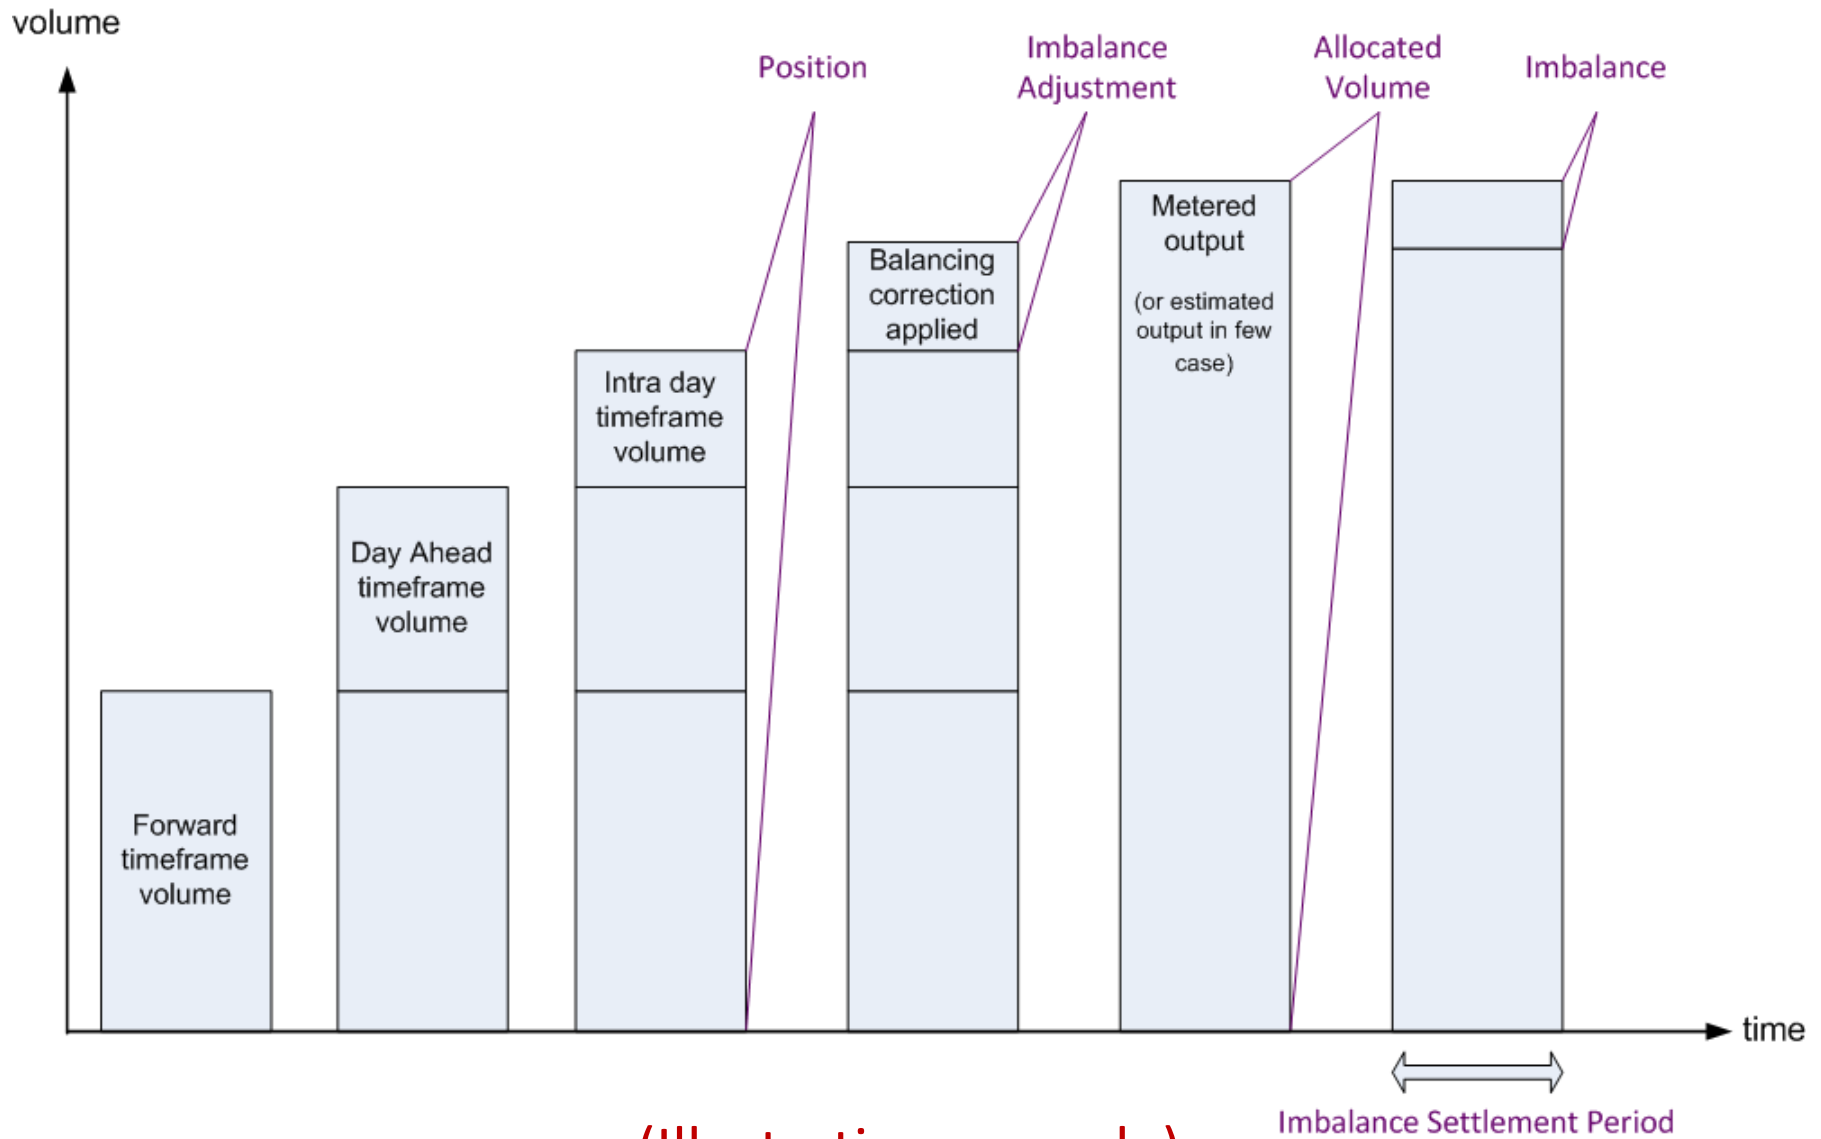 volume
Position
Imbalance
Adjustment
Allocated
Volume
Imbalance
Metered
output
(or estimated
output in few
case)
Balancing
correction
applied
Intra day
timeframe
volume
Day Ahead
timeframe
volume
Forward
timeframe
volume
time
Imbalance Settlement Period